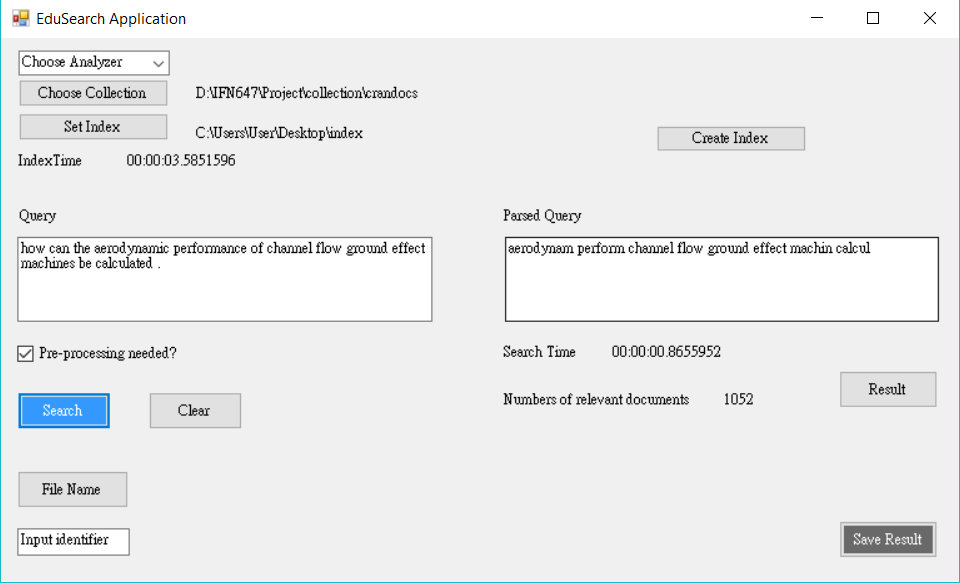 EduSearch Application
Choose Analyzer
Choose Collection
D:\IFN647\Project\collection\crandocs
Set Index
C:\Users\User\Desktop\index
Create Index
IndexTime
00:00:03.5851596
Query
Parsed Query
how can the aerodynamic performance of channel flow ground effect
machines be calculated .
aerodynam perform channel flow ground effect machin calcul
Pre-processing needed?
Search Time
00:00:00.8655952
Result
Numbers of relevant documents
1052
Search
Clear
File Name
Input identifier
Save Result